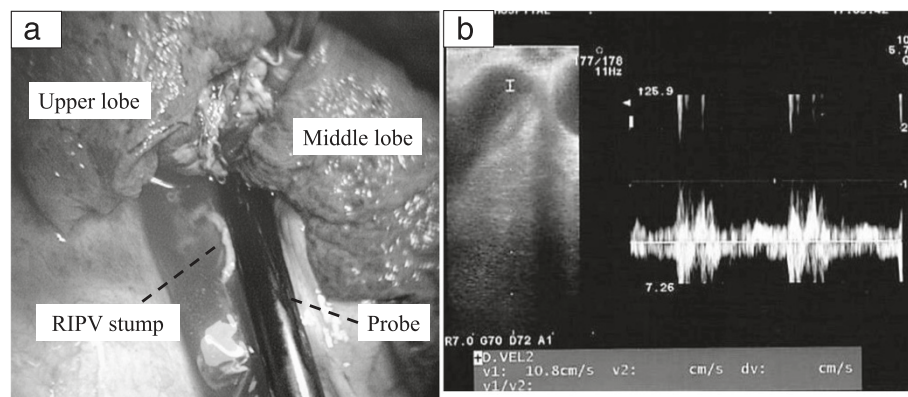 a
Upper lobe
Middle lobe
RIPV stump
Probe
b
177/178
11Hz
125.9
7.26
R7.0 G70 D72 A1
D.VEL2
v1: 10.8cm/s v2: cm/s dv: cm/s
v1/v2: